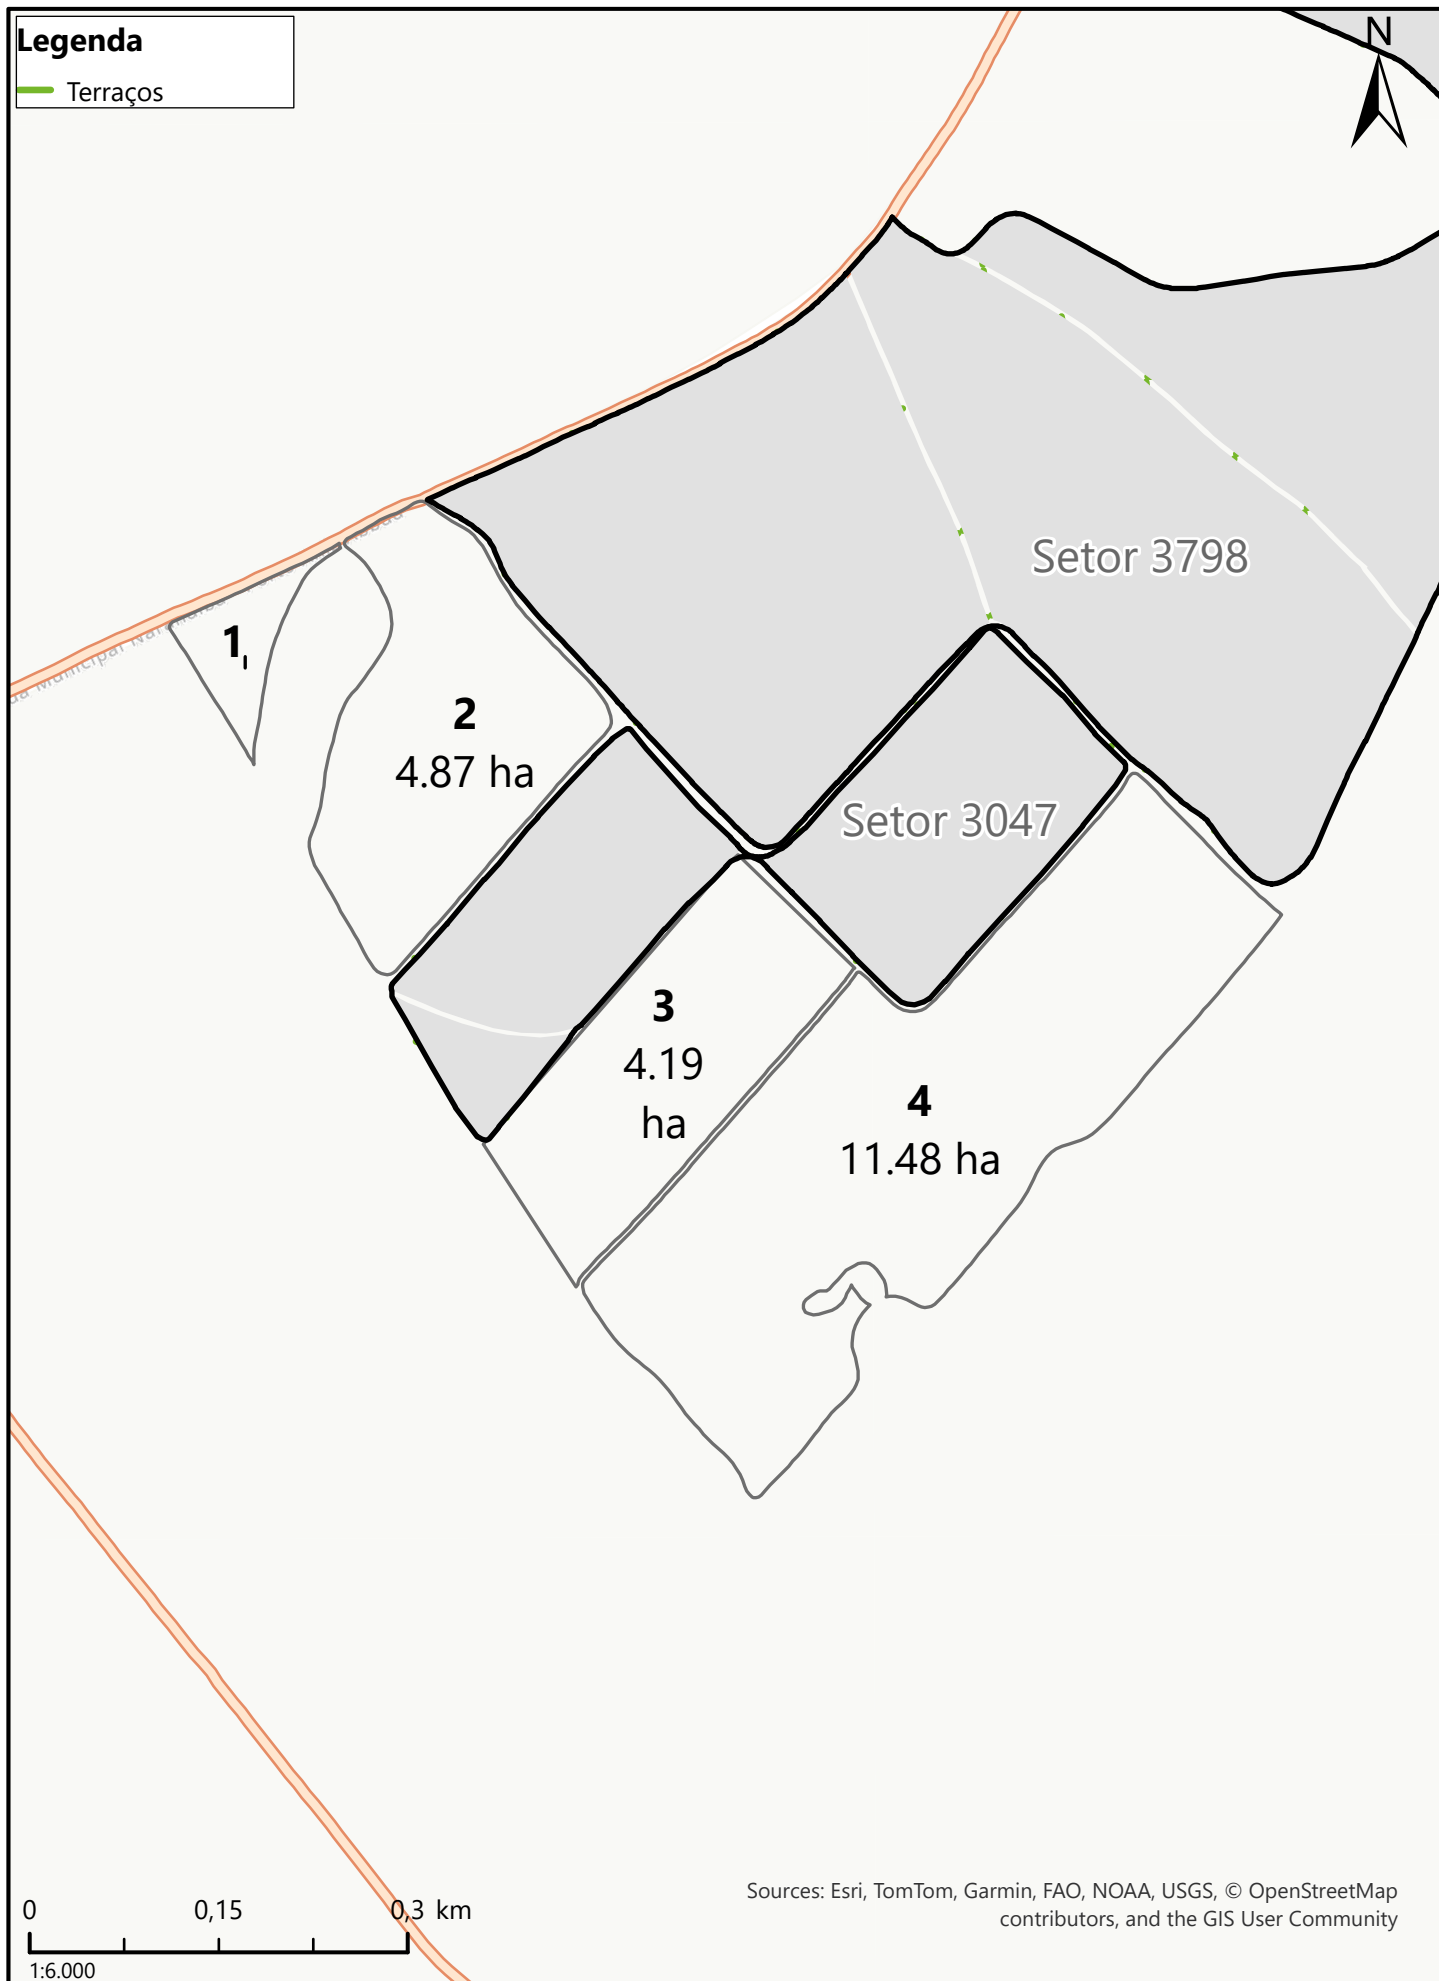 Legenda
Terraços
N
Setor 3798
1
2
4.87 ha
Setor 3047
3
4.19
ha
4
11.48 ha
0 0,15 0,3 km
1:6.000
Sources: Esri, TomTom, Garmin, FAO, NOAA, USGS, © OpenStreetMap
contributors, and the GIS User Community